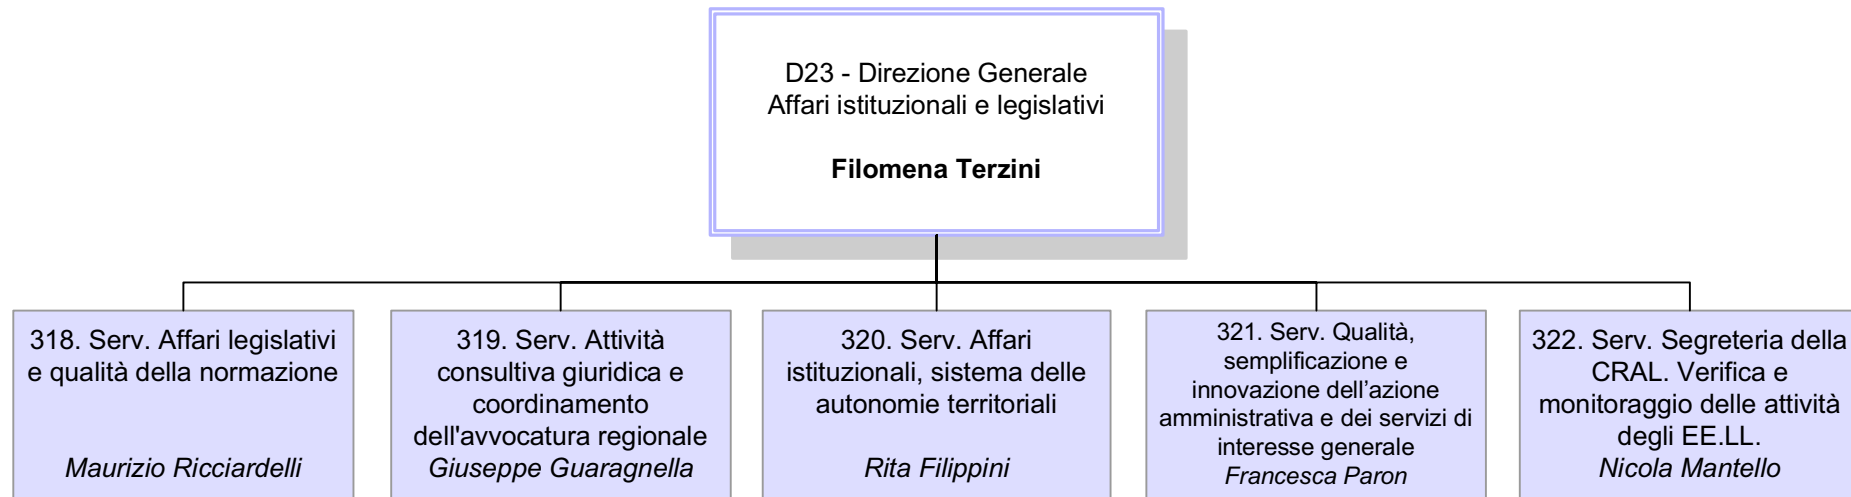 D23 - Direzione Generale
Affari istituzionali e legislativi
Filomena Terzini
318. Serv. Affari legislativi
e qualità della normazione
Maurizio Ricciardelli
319. Serv. Attività
consultiva giuridica e
coordinamento
dell'avvocatura regionale
Giuseppe Guaragnella
320. Serv. Affari
istituzionali, sistema delle
autonomie territoriali
Rita Filippini
321. Serv. Qualità,
semplificazione e
innovazione dell’azione
amministrativa e dei servizi di
interesse generale
Francesca Paron
322. Serv. Segreteria della
CRAL. Verifica e
monitoraggio delle attività
degli EE.LL.
Nicola Mantello